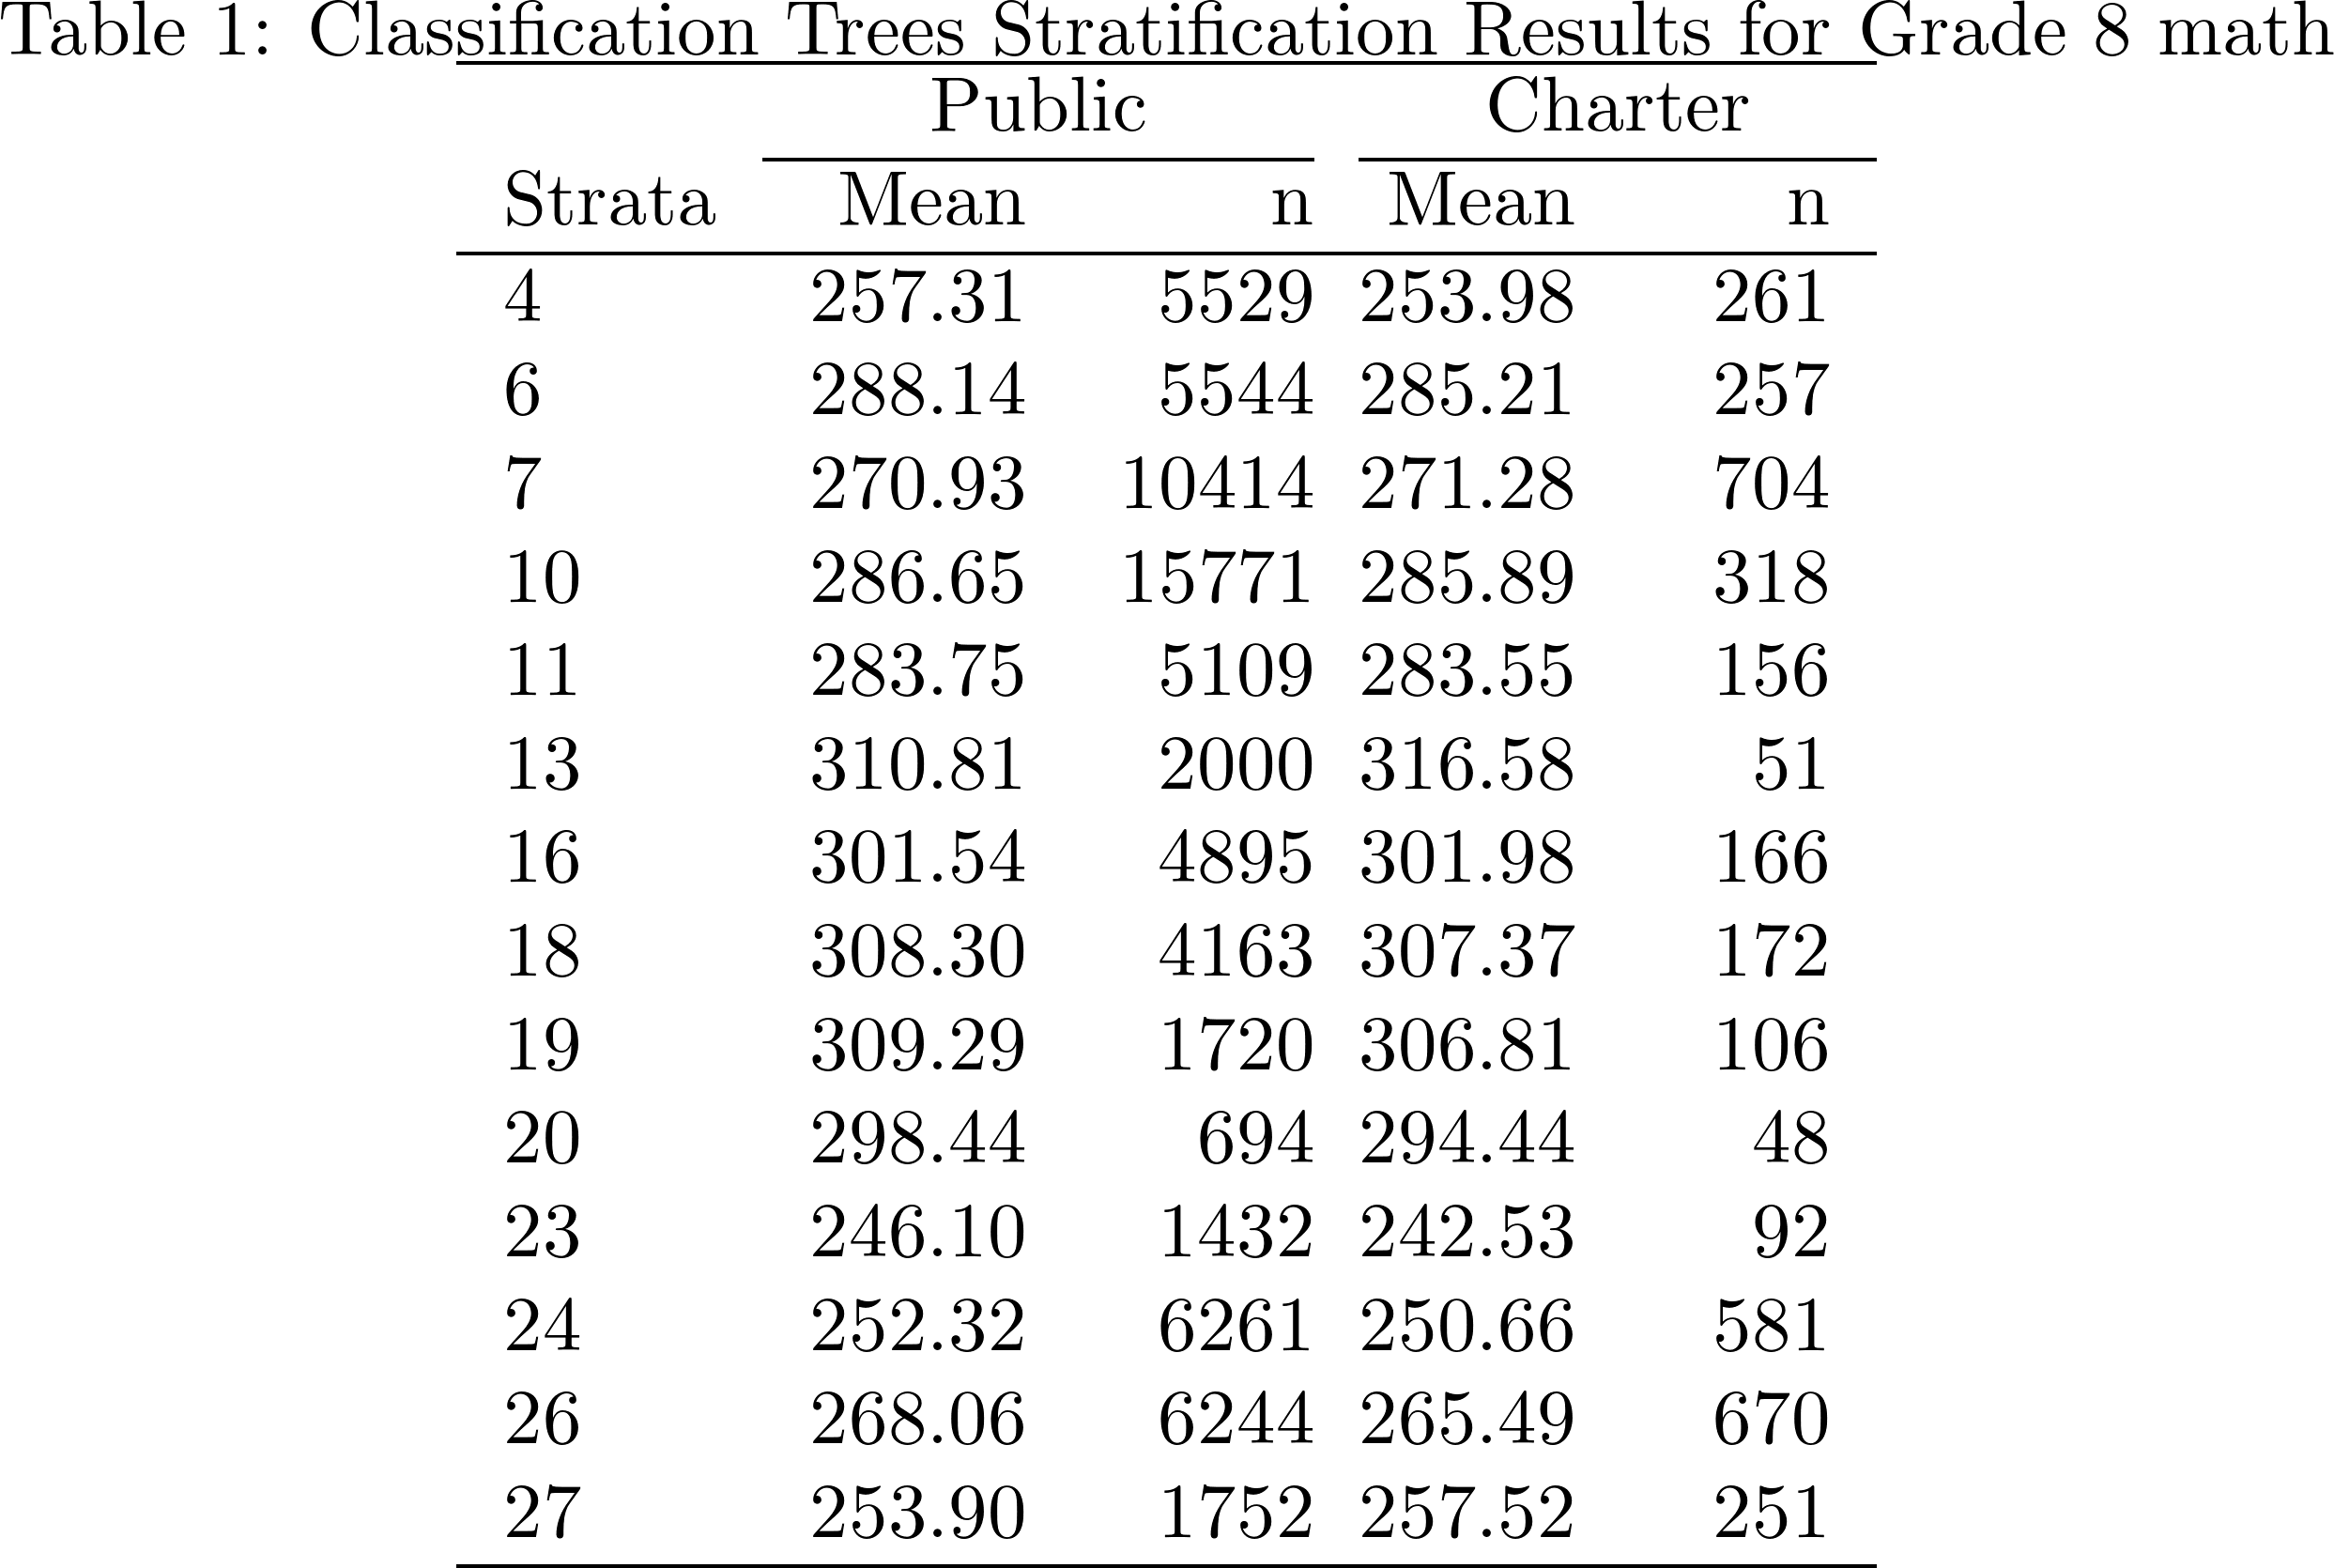 Table 1: Classification Trees Stratification Results for Grade 8 math
Public Charter
Strata Mean n Mean n
4 257.31 5529 253.98 261
6 288.14 5544 285.21 257
7 270.93 10414 271.28 704
10 286.65 15771 285.89 318
11 283.75 5109 283.55 156
13 310.81 2000 316.58 51
16 301.54 4895 301.98 166
18 308.30 4163 307.37 172
19 309.29 1720 306.81 106
20 298.44 694 294.44 48
23 246.10 1432 242.53 92
24 252.32 6261 250.66 581
26 268.06 6244 265.49 670
27 253.90 1752 257.52 251